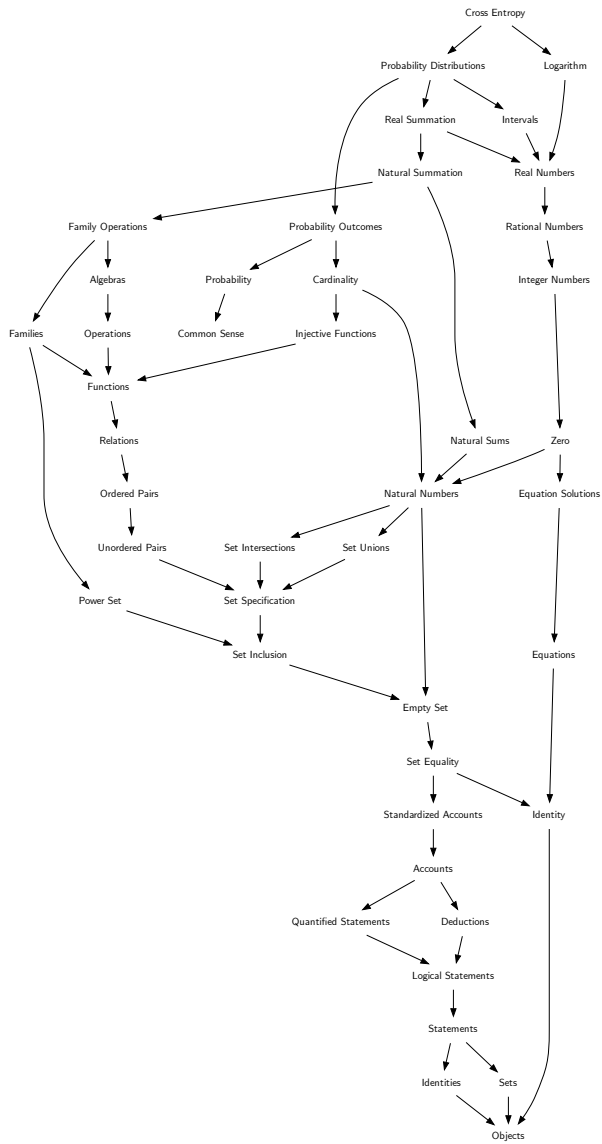 Cross Entropy
Probability Distributions
Logarithm
Real Summation
Intervals
Natural Summation
Real Numbers
Family Operations
Probability Outcomes
Rational Numbers
Algebras
Probability
Cardinality
Integer Numbers
Families
Operations
Common Sense
Injective Functions
Functions
Relations
Natural Sums
Zero
Ordered Pairs
Natural Numbers
Equation Solutions
Unordered Pairs
Set Intersections
Set Unions
Power Set
Set Specification
Set Inclusion
Equations
Empty Set
Set Equality
Standardized Accounts
Identity
Accounts
Quantified Statements
Deductions
Logical Statements
Statements
Identities
Sets
Objects